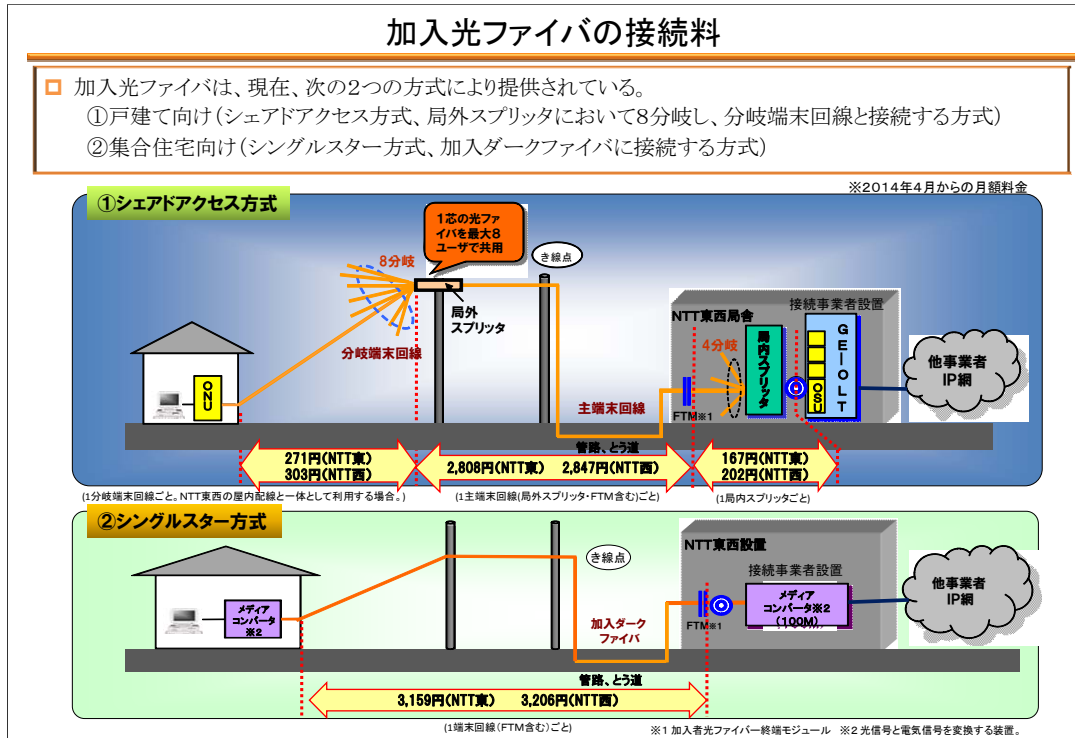 加入光ファイバの接続料
加入光ファイバは、現在、次の2つの方式により提供されている。
①戸建て向け(シェアドアクセス方式、局外スプリッタにおいて8分岐し、分岐端末回線と接続する方式)
②集合住宅向け(シングルスター方式、加入ダークファイバに接続する方式)
※2014年4月からの月額料金
①シェアドアクセス方式
1芯の光ファ
イバを最大8
ユーザで共用
8分岐
き線点
局外
スプリッタ
分岐端末回線
ONU
主端末回線
NTT東西局舎
接続事業者設置
4分岐
局内スプリッタ
GE|OLT
OSU
FTM※1
他事業者
IP網
管路、とう道
271円(NTT東)
303円(NTT西)
2,808円(NTT東) 2,847円(NTT西)
167円(NTT東)
202円(NTT西)
(1分岐端末回線ごと。NTT東西の屋内配線と一体として利用する場合。)
(1主端末回線(局外スプリッタ・FTM含む)ごと)
(1局内スプリッタごと)
②シングルスター方式
き線点
NTT東西設置
接続事業者設置
メディア
コンバータ
※2
加入ダーク
ファイバ
FTM※1
メディア
コンバータ※2
(100M)
他事業者
IP網
管路、とう道
3,159円(NTT東) 3,206円(NTT西)
(1端末回線(FTM含む)ごと)
※1 加入者光ファイバー終端モジュール ※2 光信号と電気信号を変換する装置。